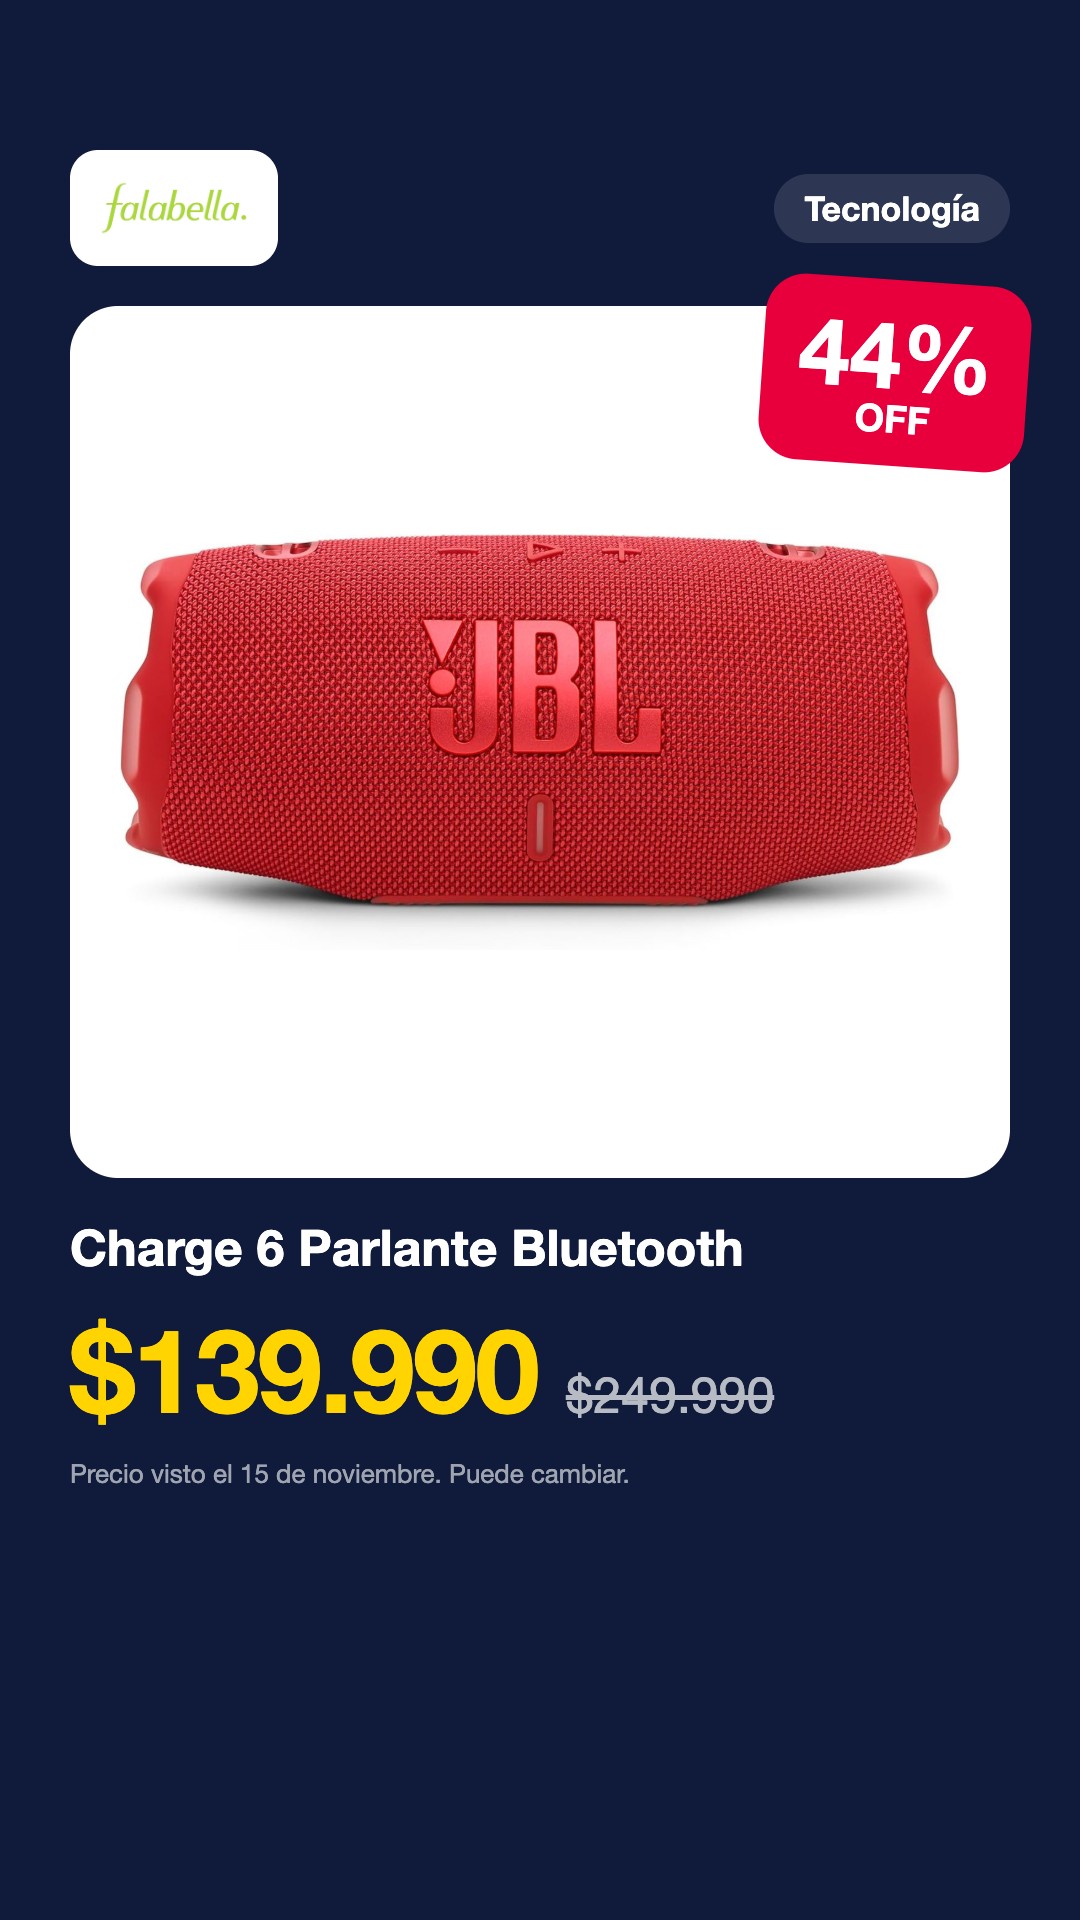 falabella.
Tecnología
44%
OFF
JBL
Charge 6 Parlante Bluetooth
$139.990 $249.990
Precio visto el 15 de noviembre. Puede cambiar.